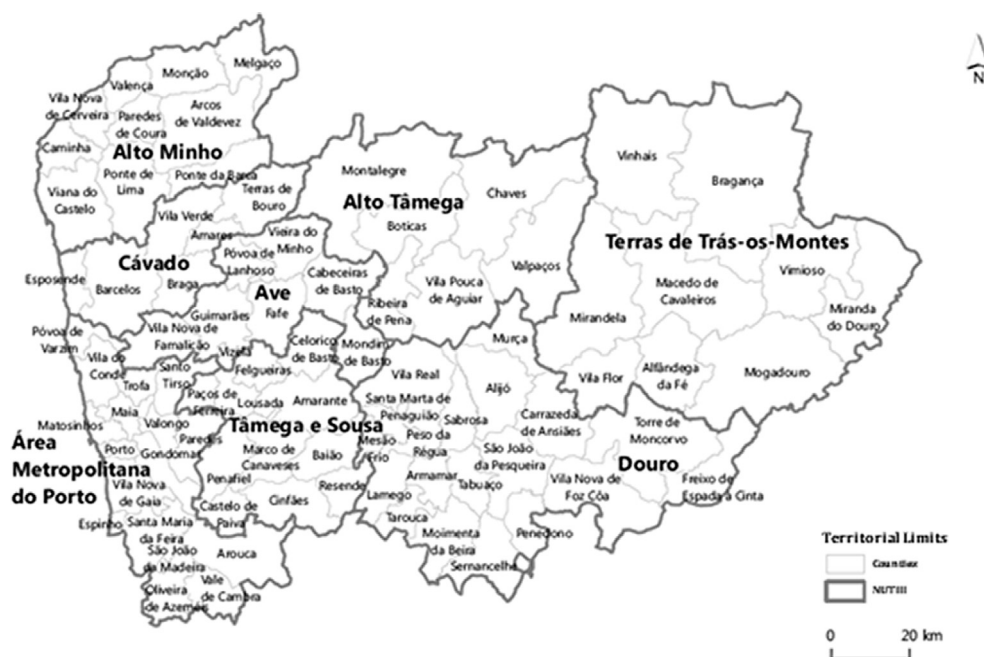 Melgaço
Monção
Valença
N
Vila Nova
de Cerveira
Arcos
de Valdevez
Paredes
de Coura
Caminha
Alto Minho
Vinhais
Montalegre
Ponte de
Lima
Ponte da Barca
Bragança
Viana do
Castelo
Terras de
Bouro
Chaves
Alto Tâmega
Vila Verde
Boticas
Amares
Vieira do
Minho
Terras de Trás-os-Montes
Póvoa de
Lanhoso
Cávado
Valpaços
Vimioso
Esposende
Braga
Barcelos
Cabeceiras
de Basto
Vila Pouca
de Aguiar
Macedo de
Cavaleiros
Ave
Fafe
Ribeira
de Pena
Miranda
do Douro
Guimarães
Mirandela
Póvoa de
Varzim
Vila Nova de
Famalicão
Murça
Celorico
de Basto
Mondim
de Basto
Vizela
Vila do
Conde
Santo
Tirso
Felgueiras
Alfândega
da Fé
Mogadouro
Vila Real
Vila Flor
Trofa
Alijó
Paços de
Ferreira
Lousada
Amarante
Santa Marta de
Penaguião
Maia
Carrazeda
de Ansiães
Matosinhos
Valongo
Sabrosa
Torre de
Moncorvo
Tâmega e Sousa
Paredes
Peso da
Régua
Mesão
Frio
Área
Metropolitana
do Porto
Porto
Gondomar
Marco de
Canaveses
Baião
São João
da Pesqueira
Douro
Penafiel
Armamar
Vila Nova
de Gaia
Resende
Tabuaço
Vila Nova de
Foz Côa
Freixo de
Espada à Cinta
Lamego
Cinfães
Castelo de
Paiva
Tarouca
Espinho
Santa Maria
da Feira
Moimenta
da Beira
Penedono
São João
da Madeira
Arouca
Sernancelhe
Oliveira
de Azeméis
Vale
de Cambra
Territorial Limits
Counties
NUTIII
0 20 km